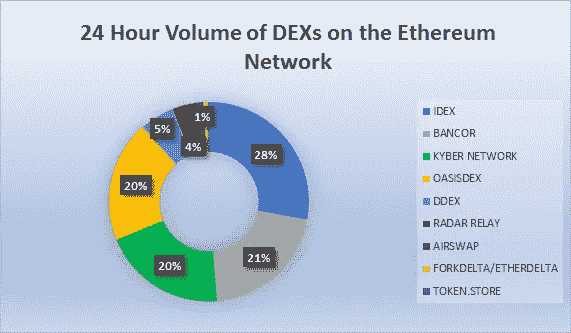 24 Hour Volume of DEXs on the Ethereum
Network
1%
5%
4%
28%
20%
20%
21%
IDEX
BANCOR
KYBER NETWORK
OASISDEX
DDEX
RADAR RELAY
AIRSWAP
FORKDELTA/ETHERDELTA
TOKEN.STORE